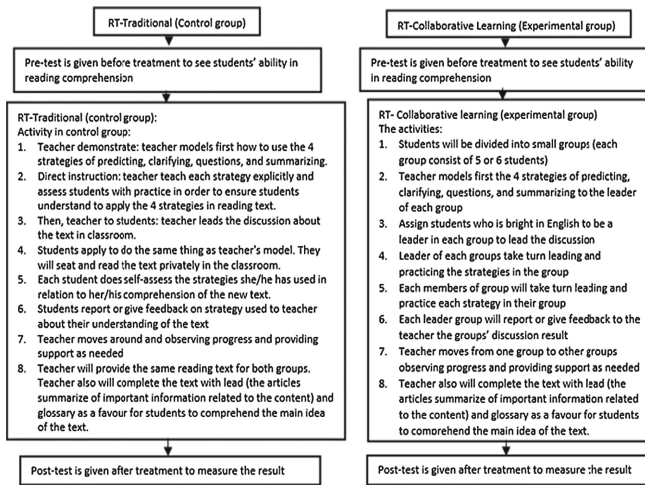 RT-Traditional (Control group)
Pre-test is given before treatment to see students' ability in
reading comprehension
RT-Traditional (control group):
Activity in control group:
1. Teacher demonstrate: teacher models first how to use the 4
strategies of predicting, clarifying, questions, and summarizing.
2. Direct instruction: teacher teach each strategy explicitly and
assess students with practice in order to ensure students
understand to apply the 4 strategies in reading text.
3. Then, teacher to students: teacher leads the discussion about
the text in classroom.
4. Students apply to do the same thing as teacher's model. They
will seat and read the text privately in the classroom.
5. Each student does self-assess the strategies she/he has used in
relation to her/his comprehension of the new text.
6. Students report or give feedback on strategy used to teacher
about their understanding of the text
7. Teacher moves around and observing progress and providing
support as needed
8. Teacher will provide the same reading text for both groups.
Teacher also will complete the text with lead (the articles
summarize of important information related to the content) and
glossary as a favour for students to comprehend the main idea
of the text.
Post-test is given after treatment to measure the result
RT-Collaborative Learning (Experimental group)
Pre-test is given before treatment to see students' ability
in reading comprehension
RT- Collaborative learning (experimental group)
The activities:
1. Students will be divided into small groups (each
group consist of 5 or 6 students)
2. Teacher models first the 4 strategies of predicting,
clarifying, questions, and summarizing to the leader
of each group
3. Assign students who is bright in English to be a
leader in each group to lead the discussion
4. Leader of each groups take turn leading and
practicing the strategies in the group
5. Each members of group will take turn leading and
practice each strategy in their group
6. Each leader group will report or give feedback to the
teacher the groups' discussion result
7. Teacher moves from one group to other groups
observing progress and providing support as needed
8. Teacher also will complete the text with lead (the
articles summarize of important information related
to the content) and glossary as a favour for students
to comorehend the main idea of the text.
Post-test is given after treatment to measure the result